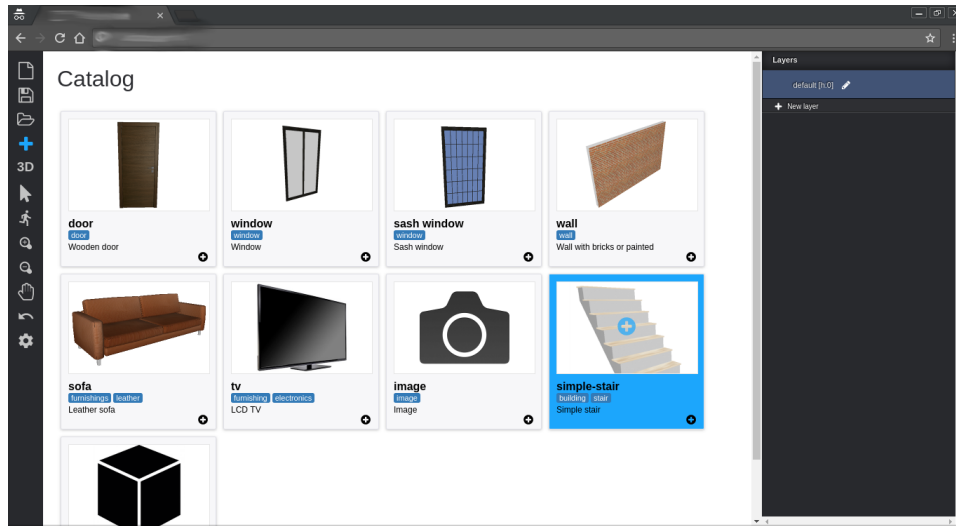 Layers
Catalog
default [h:0]
New layer
3D
door
door
Wooden door
window
window
Window
sash window
window
Sash window
wall
wall
Wall with bricks or painted
sofa
furnishings leather
Leather sofa
tv
furnishing electronics
LCD TV
image
image
Image
simple-stair
building stair
Simple stair